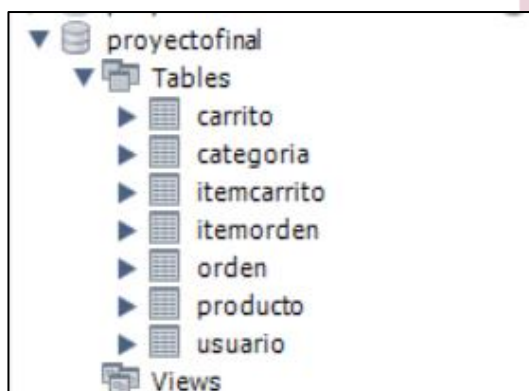 proyectofinal
Tables
carrito
categoria
itemcarrito
itemorden
orden
producto
usuario
Views